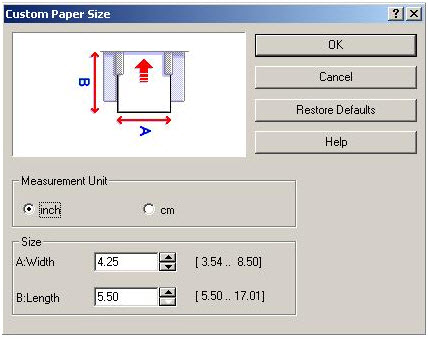 Custom Paper Size
B
A
OK
Cancel
Restore Defaults
Help
Measurement Unit
inch
cm
Size
A:Width 4.25 [ 3.54 .. 8.50]
B:Length 5.50 [ 5.50 .. 17.01]